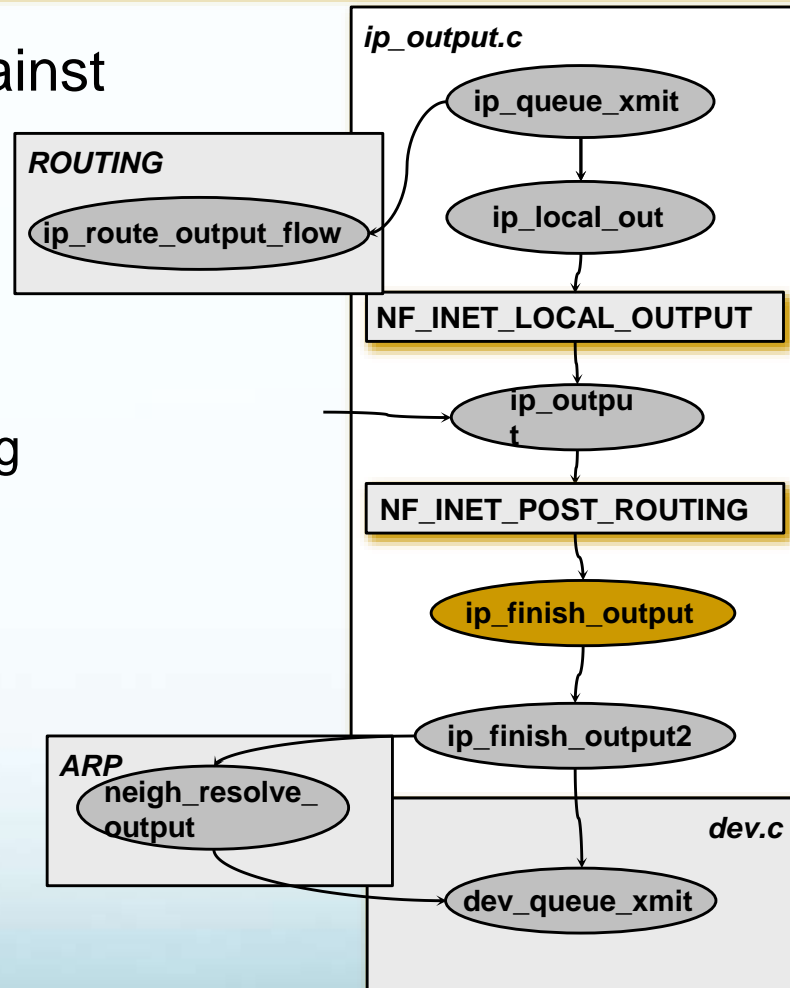 ainst
ip_output.c
ip_queue_xmit
ROUTING
ip_route_output_flow
ip_local_out
NF_INET_LOCAL_OUTPUT
ip_outpu
t
g
NF_INET_POST_ROUTING
ip_finish_output
ip_finish_output2
ARP
neigh_resolve_
output
dev.c
dev_queue_xmit